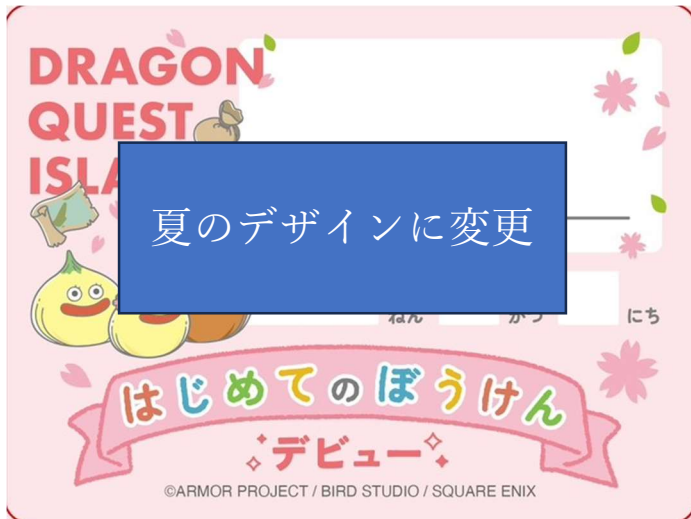 DRAGON
QUEST
ISLA
夏のデザインに変更
ねん がつ にち
はじめてのぼうけん
デビュー
©ARMOR PROJECT / BIRD STUDIO / SQUARE ENIX